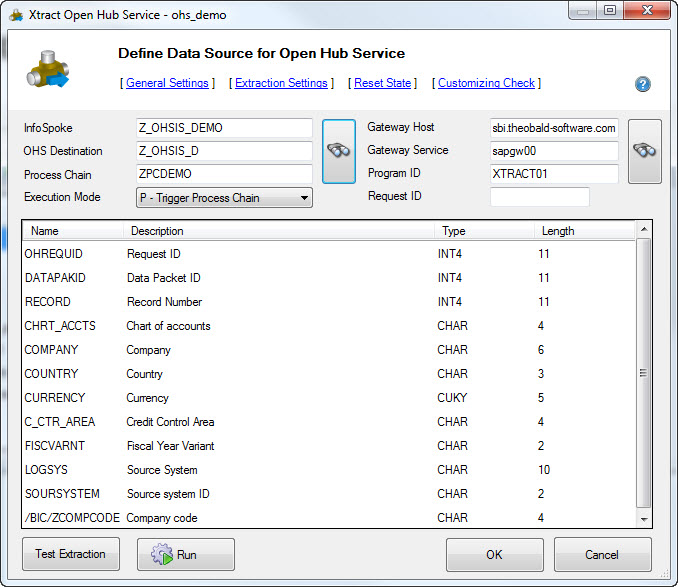 Xtract Open Hub Service - ohs_demo
Define Data Source for Open Hub Service
[ General Settings ] [ Extraction Settings ] [ Reset State ] [ Customizing Check ]
?
InfoSpoke Z_OHSIS_DEMO Gateway Host sbi.theobald-software.com
OHS Destination Z_OHSIS_D Gateway Service sapgw00
Process Chain ZPCDEMO Program ID XTRACT01
Execution Mode P - Trigger Process Chain Request ID
Name Description Type Length
OHREQUID Request ID INT4 11
DATAPAKID Data Packet ID INT4 11
RECORD Record Number INT4 11
CHRT_ACCTS Chart of accounts CHAR 4
COMPANY Company CHAR 6
COUNTRY Country CHAR 3
CURRENCY Currency CUKY 5
C_CTR_AREA Credit Control Area CHAR 4
FISCVARNT Fiscal Year Variant CHAR 2
LOGSYS Source System CHAR 10
SOURSYSTEM Source system ID CHAR 2
/BIC/ZCOMPCODE Company code CHAR 4
Test Extraction Run OK Cancel